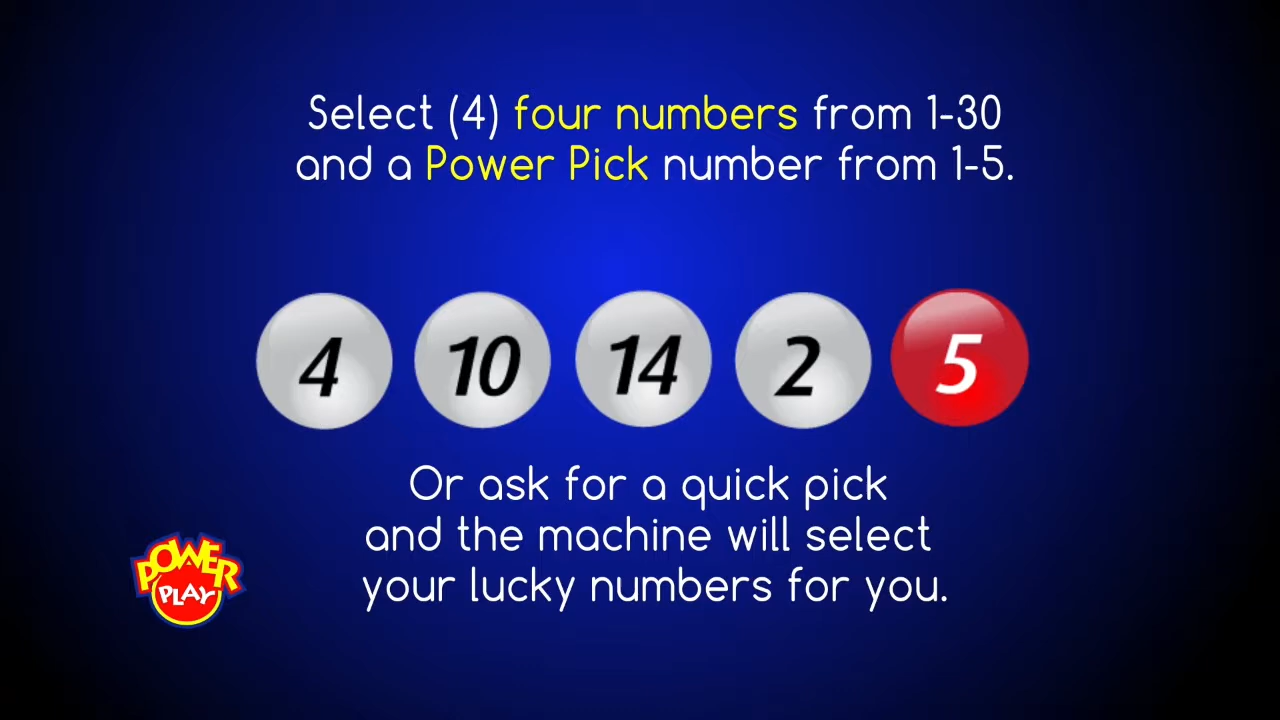 Select (4) four numbers from 1-30
and a Power Pick number from 1-5.
4 10 14 2 5
Or ask for a quick pick
and the machine will select
your lucky numbers for you.
POWER
PLAY